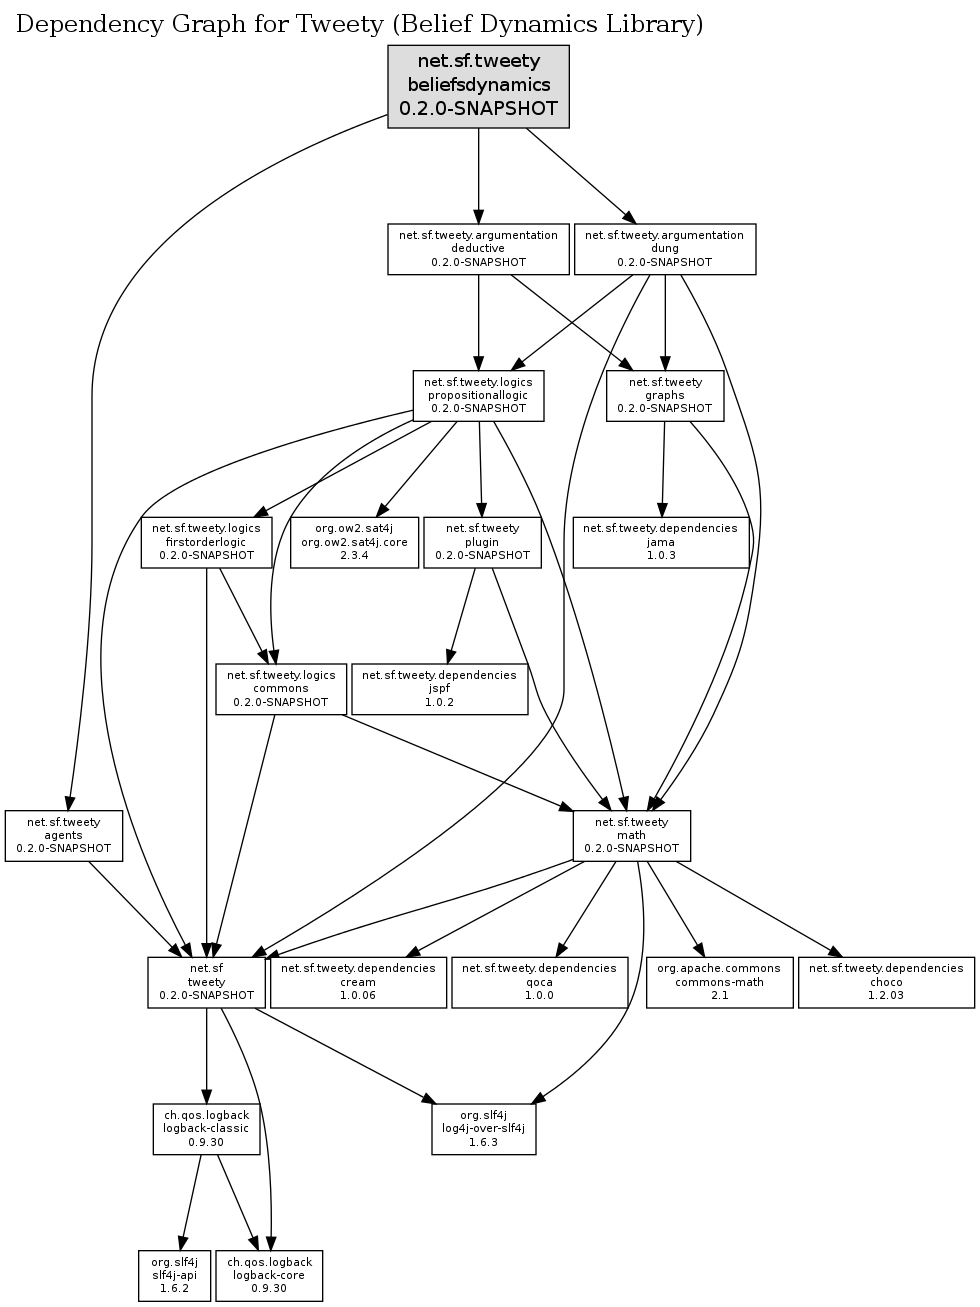 Dependency Graph for Tweety (Belief Dynamics Library)
net.sf.tweety
beliefsdynamics
0.2.0-SNAPSHOT
net.sf.tweety.argumentation
deductive
0.2.0-SNAPSHOT
net.sf.tweety.argumentation
dung
0.2.0-SNAPSHOT
net.sf.tweety.logics
propositionallogic
0.2.0-SNAPSHOT
net.sf.tweety
graphs
0.2.0-SNAPSHOT
net.sf.tweety.logics
firstorderlogic
0.2.0-SNAPSHOT
org.ow2.sat4j
org.ow2.sat4j.core
2.3.4
net.sf.tweety
plugin
0.2.0-SNAPSHOT
net.sf.tweety.dependencies
jama
1.0.3
net.sf.tweety.logics
commons
0.2.0-SNAPSHOT
net.sf.tweety.dependencies
jspf
1.0.2
net.sf.tweety
agents
0.2.0-SNAPSHOT
net.sf.tweety
math
0.2.0-SNAPSHOT
net.sf
tweety
0.2.0-SNAPSHOT
net.sf.tweety.dependencies
cream
1.0.06
net.sf.tweety.dependencies
qoca
1.0.0
org.apache.commons
commons-math
2.1
net.sf.tweety.dependencies
choco
1.2.03
ch.qos.logback
logback-classic
0.9.30
org.slf4j
log4j-over-slf4j
1.6.3
org.slf4j
slf4j-api
1.6.2
ch.qos.logback
logback-core
0.9.30